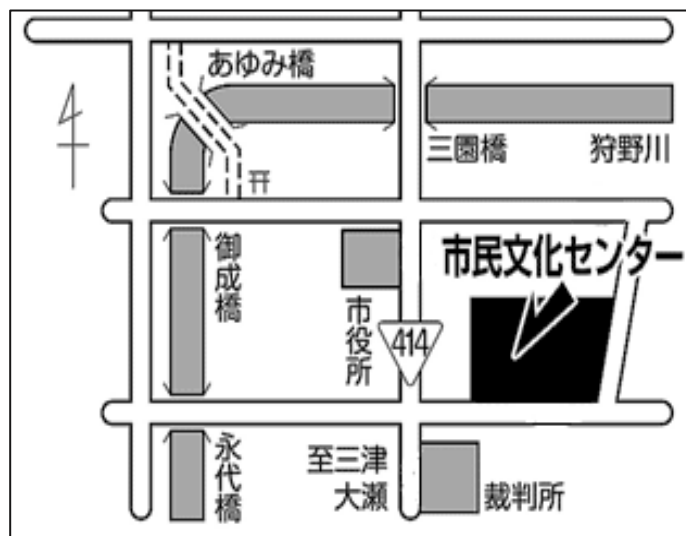 あゆみ橋
三園橋
狩野川
御成橋
市役所
市民文化センター
414
永代橋
至三津
大瀬
裁判所